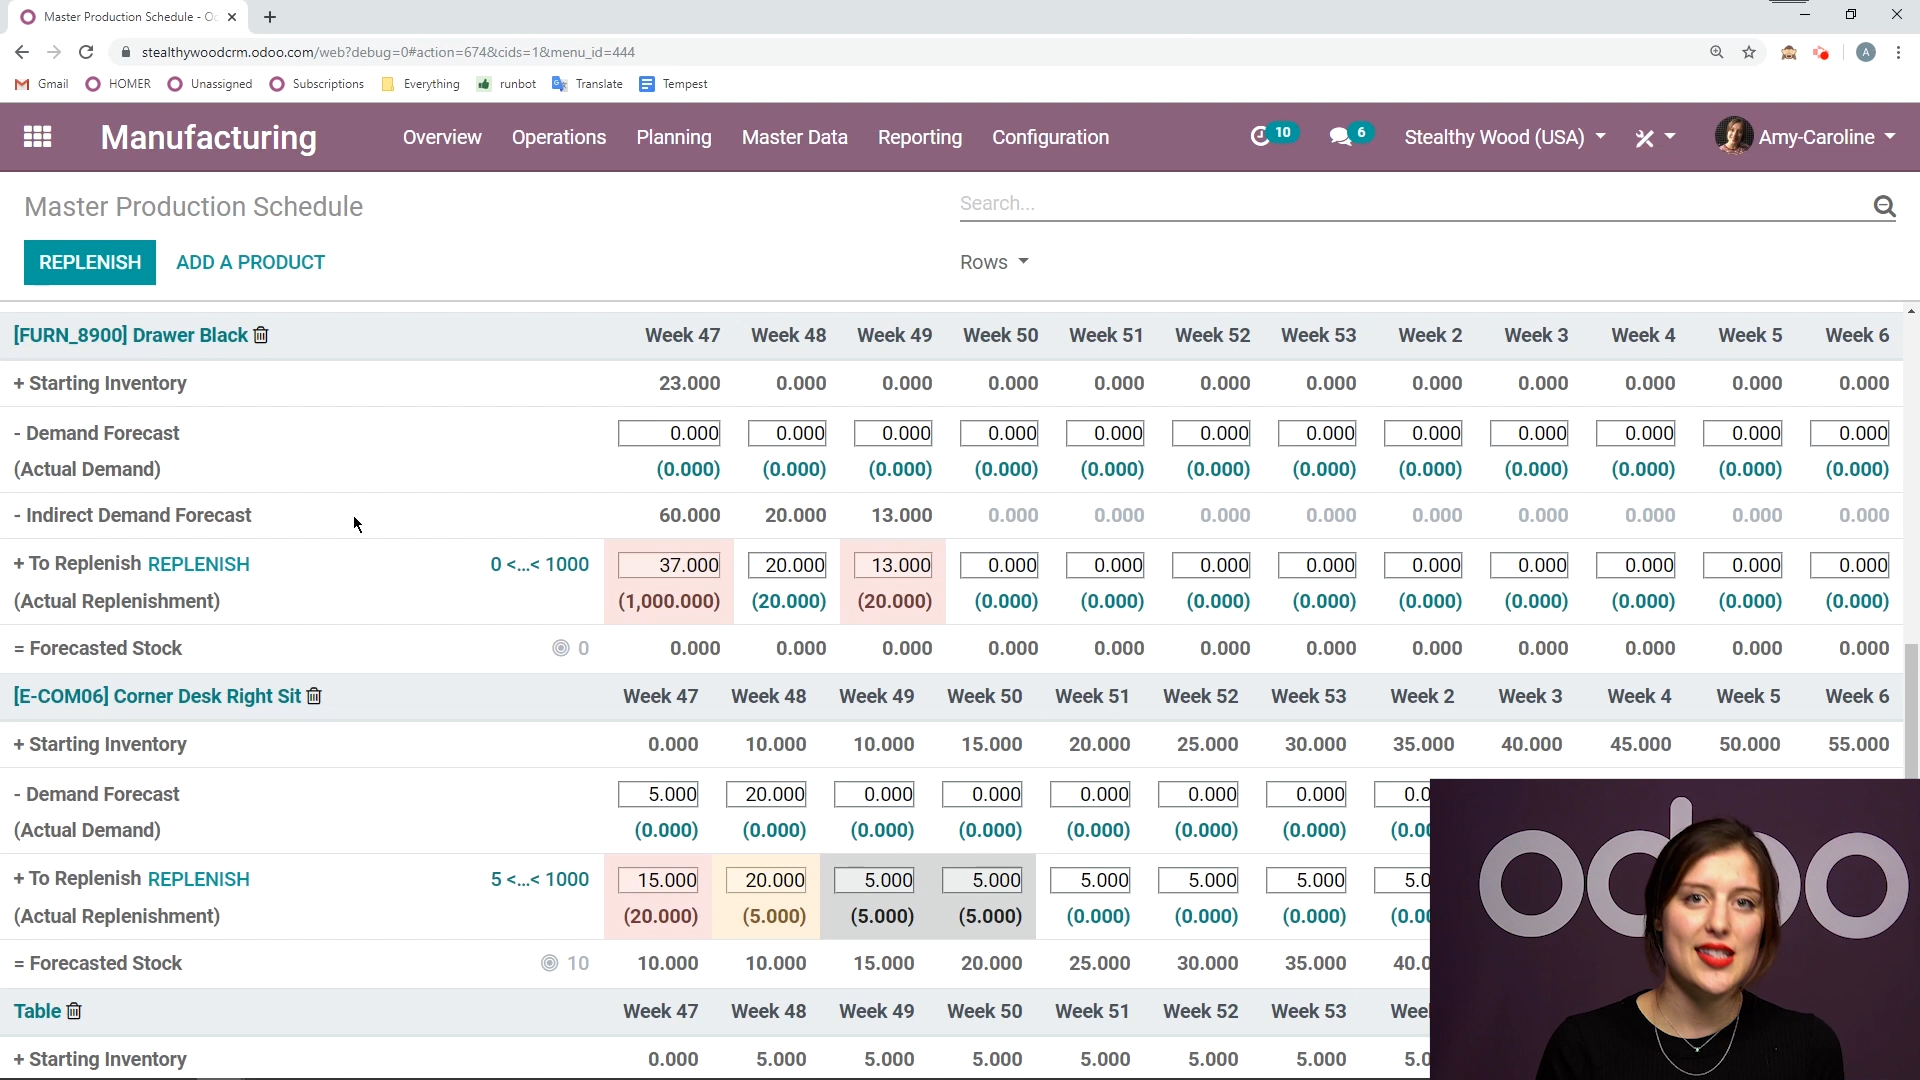 Master Production Schedule - Oc
stealthywoodcrm.odoo.com/web?debug=0#action=674&cids=1&menu_id=444
A
Gmail HOMER Unassigned Subscriptions Everything runbot Translate Tempest
Manufacturing Overview Operations Planning Master Data Reporting Configuration 10 6 Stealthy Wood (USA) Amy-Caroline
Master Production Schedule Search...
REPLENISH ADD A PRODUCT Rows
[FURN_8900] Drawer Black Week 47 Week 48 Week 49 Week 50 Week 51 Week 52 Week 53 Week 2 Week 3 Week 4 Week 5 Week 6
+ Starting Inventory 23.000 0.000 0.000 0.000 0.000 0.000 0.000 0.000 0.000 0.000 0.000 0.000
- Demand Forecast 0.000 0.000 0.000 0.000 0.000 0.000 0.000 0.000 0.000 0.000 0.000 0.000
(Actual Demand) (0.000) (0.000) (0.000) (0.000) (0.000) (0.000) (0.000) (0.000) (0.000) (0.000) (0.000) (0.000)
- Indirect Demand Forecast 60.000 20.000 13.000 0.000 0.000 0.000 0.000 0.000 0.000 0.000 0.000 0.000
+ To Replenish REPLENISH 0 <...< 1000 37.000 20.000 13.000 0.000 0.000 0.000 0.000 0.000 0.000 0.000 0.000 0.000
(Actual Replenishment) (1,000.000) (20.000) (20.000) (0.000) (0.000) (0.000) (0.000) (0.000) (0.000) (0.000) (0.000) (0.000)
= Forecasted Stock 0 0.000 0.000 0.000 0.000 0.000 0.000 0.000 0.000 0.000 0.000 0.000 0.000
[E-COM06] Corner Desk Right Sit Week 47 Week 48 Week 49 Week 50 Week 51 Week 52 Week 53 Week 2 Week 3 Week 4 Week 5 Week 6
+ Starting Inventory 0.000 10.000 10.000 15.000 20.000 25.000 30.000 35.000 40.000 45.000 50.000 55.000
- Demand Forecast 5.000 20.000 0.000 0.000 0.000 0.000 0.000 0.0
(Actual Demand) (0.000) (0.000) (0.000) (0.000) (0.000) (0.000) (0.000) (0.00
+ To Replenish REPLENISH 5 <...< 1000 15.000 20.000 5.000 5.000 5.000 5.000 5.000 5.0
(Actual Replenishment) (20.000) (5.000) (5.000) (5.000) (0.000) (0.000) (0.000) (0.00
= Forecasted Stock 10 10.000 10.000 15.000 20.000 25.000 30.000 35.000 40.0
Table Week 47 Week 48 Week 49 Week 50 Week 51 Week 52 Week 53 Wee
+ Starting Inventory 0.000 5.000 5.000 5.000 5.000 5.000 5.000 5.0
odoo